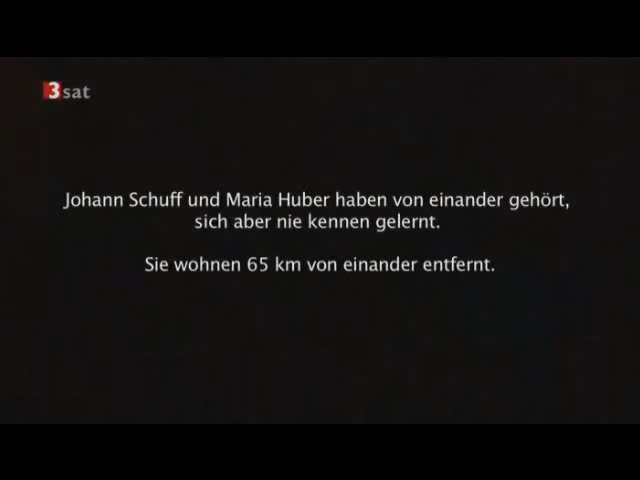 3sat
Johann Schuff und Maria Huber haben von einander gehört,
sich aber nie kennen gelernt.
Sie wohnen 65 km von einander entfernt.